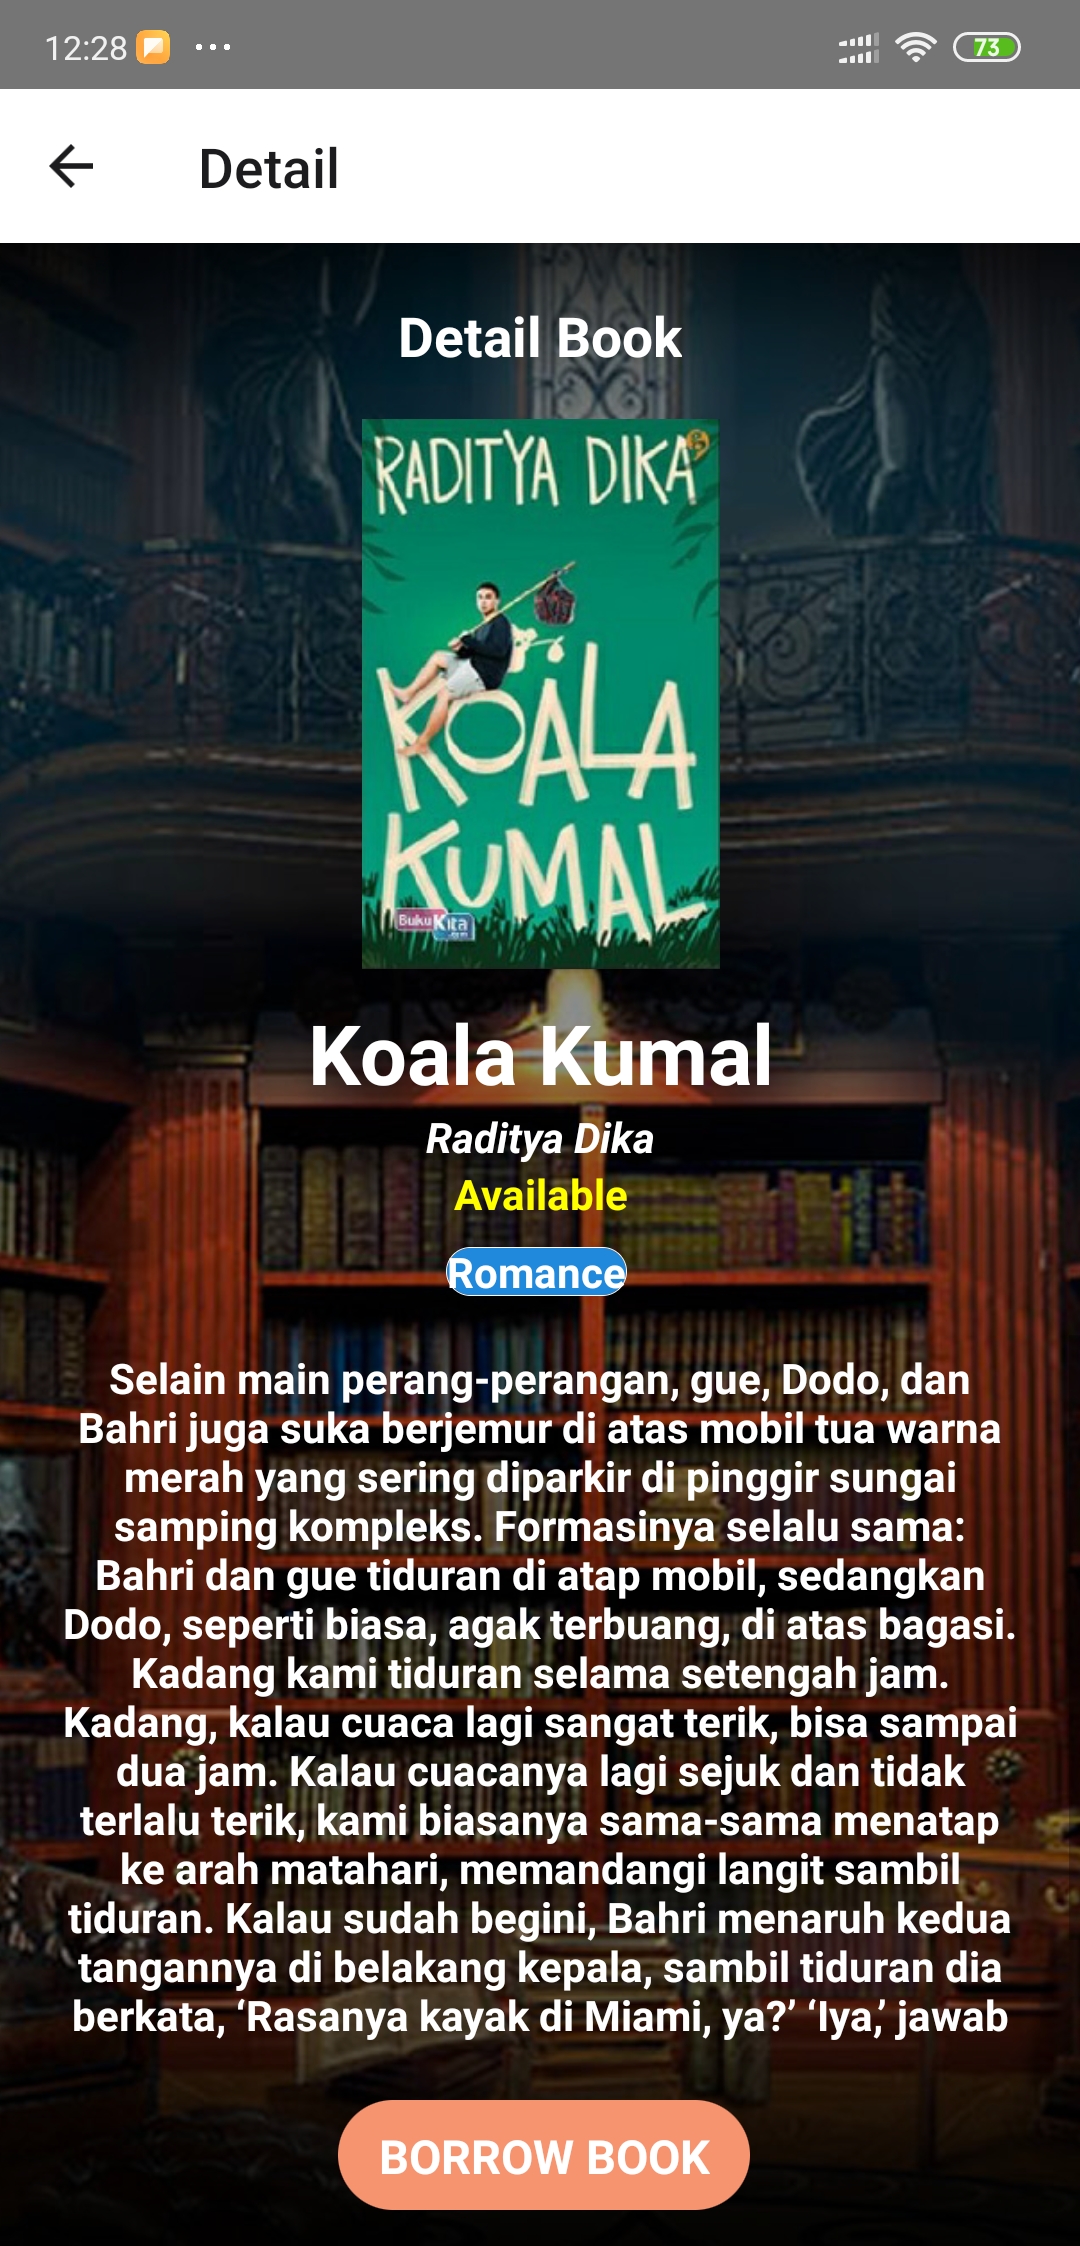 12:28
73
Detail
Detail Book
RADITYA DIKA
KOALA
KUMAL
BukuKita
.com
Koala Kumal
Raditya Dika
Available
Romance
Selain main perang-perangan, gue, Dodo, dan
Bahri juga suka berjemur di atas mobil tua warna
merah yang sering diparkir di pinggir sungai
samping kompleks. Formasinya selalu sama:
Bahri dan gue tiduran di atap mobil, sedangkan
Dodo, seperti biasa, agak terbuang, di atas bagasi.
Kadang kami tiduran selama setengah jam.
Kadang, kalau cuaca lagi sangat terik, bisa sampai
dua jam. Kalau cuacanya lagi sejuk dan tidak
terlalu terik, kami biasanya sama-sama menatap
ke arah matahari, memandangi langit sambil
tiduran. Kalau sudah begini, Bahri menaruh kedua
tangannya di belakang kepala, sambil tiduran dia
berkata, ‘Rasanya kayak di Miami, ya?’ ‘Iya,’ jawab
BORROW BOOK